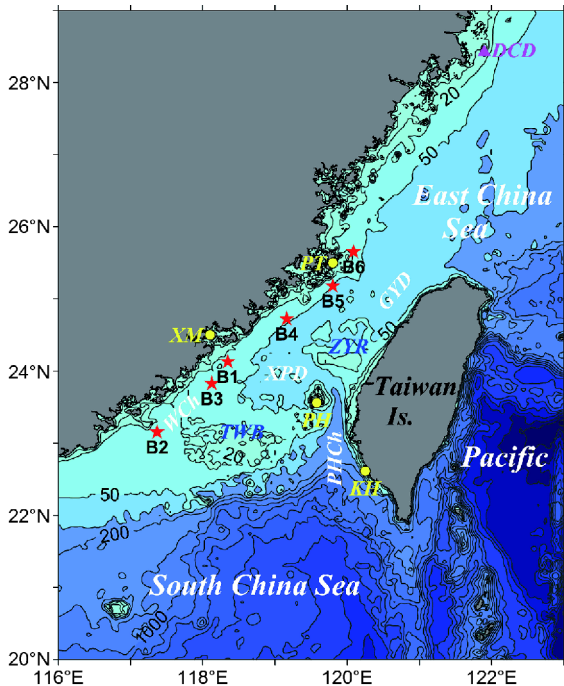 28°N
26°N
24°N
22°N
20°N
116°E
118°E
120°E
122°E
DCD
20
50
East China
Sea
PT
B6
B5
GYD
B4
50
XM
ZYR
B1
XPD
B3
WCh
Taiwan
Is.
PH
TWB
B2
20
PHCh
Pacific
KH
50
200
South China Sea
1000